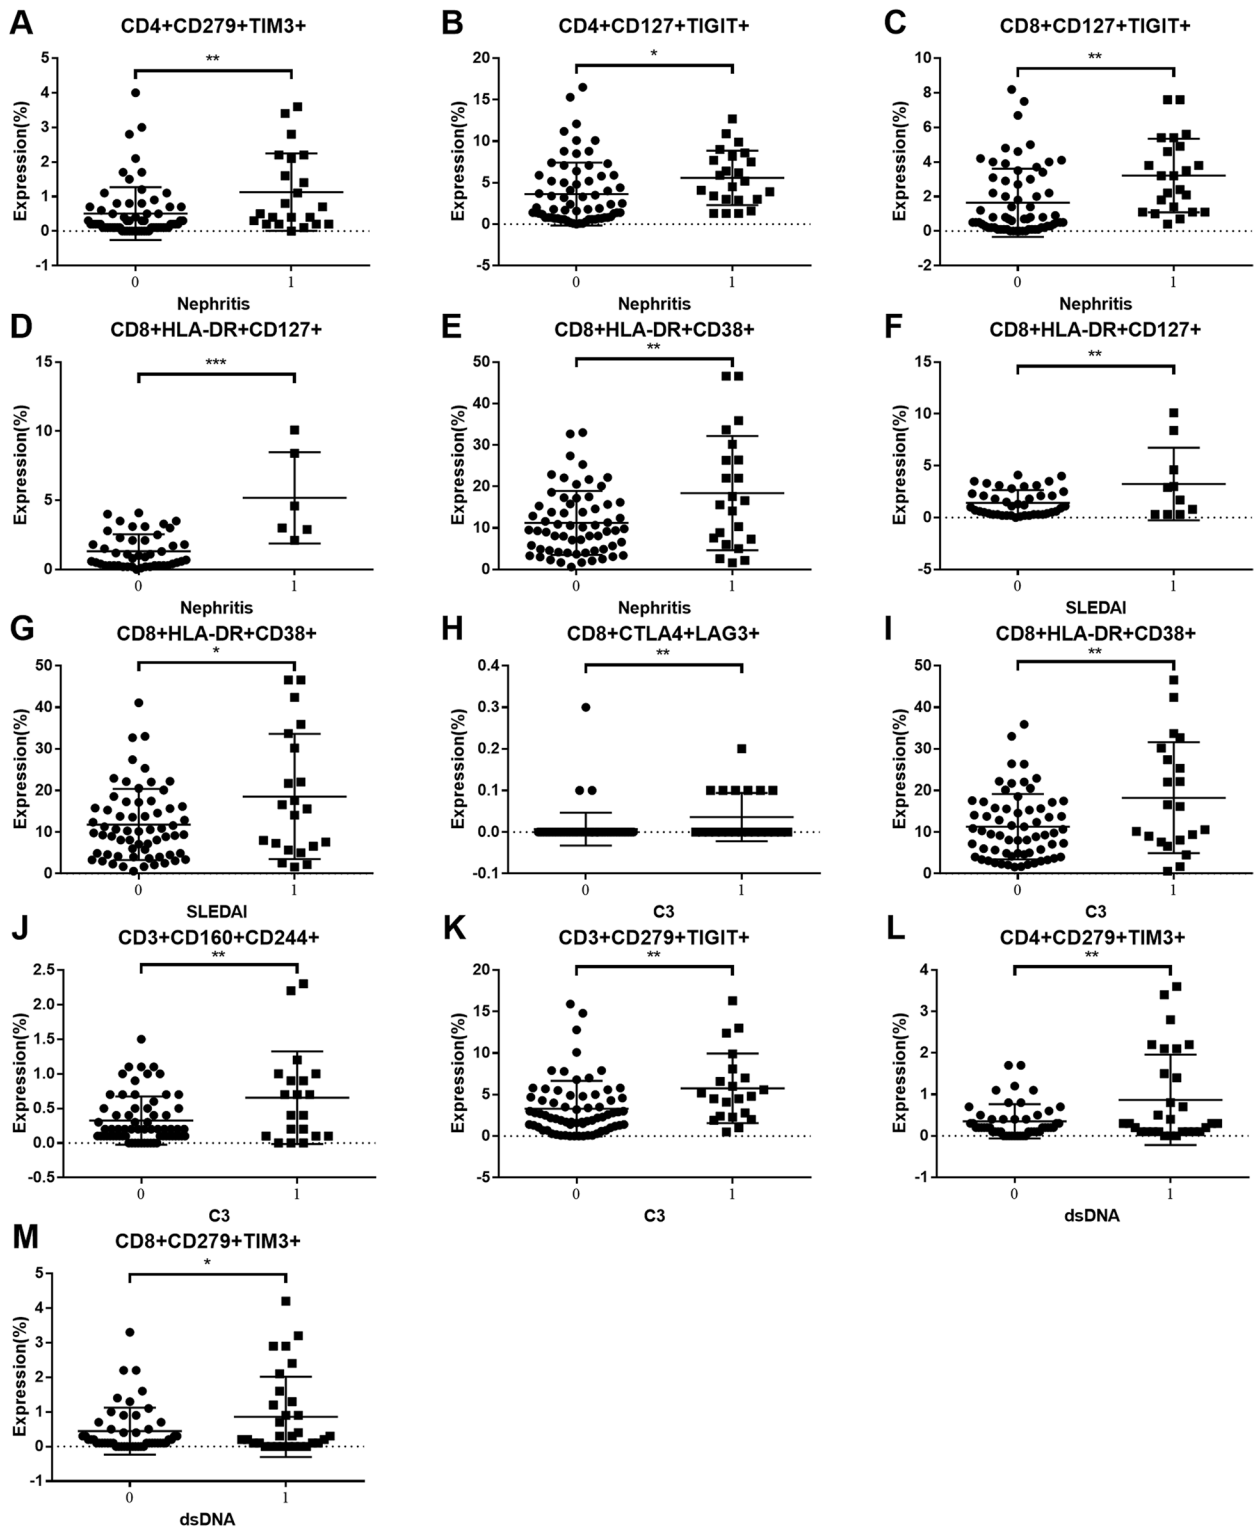 A CD4+CD279+TIM3+
**
Expression(%)
5
4
3
2
1
0
-1
0 1
Nephritis
B CD4+CD127+TIGIT+
*
Expression(%)
20
15
10
5
0
-5
0 1
Nephritis
C CD8+CD127+TIGIT+
**
Expression(%)
10
8
6
4
2
0
-2
0 1
Nephritis
D CD8+HLA-DR+CD127+
***
Expression(%)
15
10
5
0
0 1
Nephritis
E CD8+HLA-DR+CD38+
**
Expression(%)
50
40
30
20
10
0
0 1
Nephritis
F CD8+HLA-DR+CD127+
**
Expression(%)
15
10
5
0
-5
0 1
SLEDAI
G CD8+HLA-DR+CD38+
*
Expression(%)
50
40
30
20
10
0
0 1
SLEDAI
H CD8+CTLA4+LAG3+
**
Expression(%)
0.4
0.3
0.2
0.1
0.0
-0.1
0 1
C3
I CD8+HLA-DR+CD38+
**
Expression(%)
50
40
30
20
10
0
0 1
C3
J CD3+CD160+CD244+
**
Expression(%)
2.5
2.0
1.5
1.0
0.5
0.0
-0.5
0 1
C3
K CD3+CD279+TIGIT+
**
Expression(%)
20
15
10
5
0
-5
0 1
C3
L CD4+CD279+TIM3+
**
Expression(%)
4
3
2
1
0
-1
0 1
dsDNA
M CD8+CD279+TIM3+
*
Expression(%)
5
4
3
2
1
0
-1
0 1
dsDNA